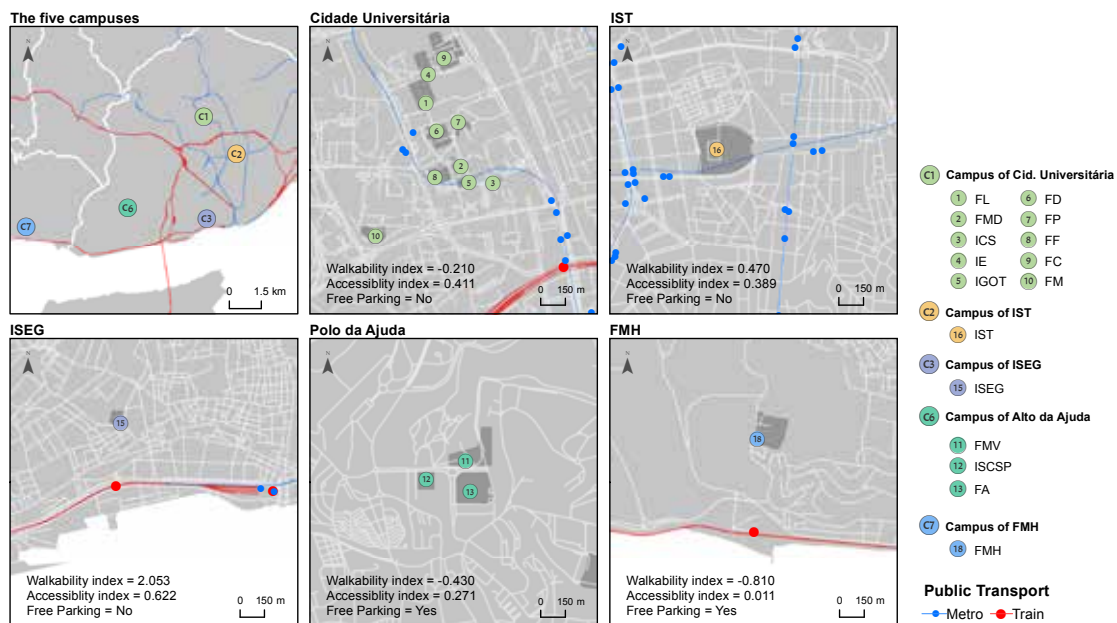 The five campuses
N
C1
C2
C3
C6
C7
0 1.5 km
Cidade Universitária
N
9
4
1
7
6
2
8
5
3
10
Walkability index = -0.210
Accessiblity index = 0.411
Free Parking = No
0 150 m
IST
N
16
Walkability index = 0.470
Accessiblity index = 0.389
Free Parking = No
0 150 m
ISEG
N
15
Walkability index = 2.053
Accessiblity index = 0.622
Free Parking = No
0 150 m
Polo da Ajuda
N
11
12
13
Walkability index = -0.430
Accessiblity index = 0.271
Free Parking = Yes
0 150 m
FMH
N
18
Walkability index = -0.810
Accessiblity index = 0.011
Free Parking = Yes
0 150 m
C1 Campus of Cid. Universitária
1 FL 6 FD
2 FMD 7 FP
3 ICS 8 FF
4 IE 9 FC
5 IGOT 10 FM
C2 Campus of IST
16 IST
C3 Campus of ISEG
15 ISEG
C6 Campus of Alto da Ajuda
11 FMV
12 ISCSP
13 FA
C7 Campus of FMH
18 FMH
Public Transport
Metro Train